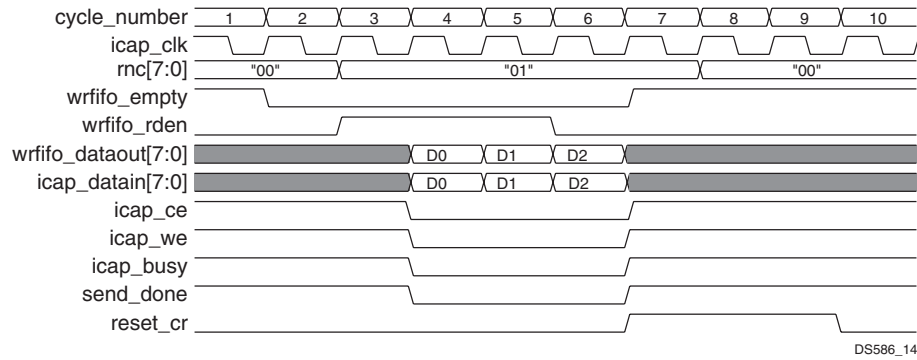 cycle_number 1 2 3 4 5 6 7 8 9 10
icap_clk
rnc[7:0] "00" "01" "00"
wrfifo_empty
wrfifo_rden
wrfifo_dataout[7:0] D0 D1 D2
icap_datain[7:0] D0 D1 D2
icap_ce
icap_we
icap_busy
send_done
reset_cr
DS586_14